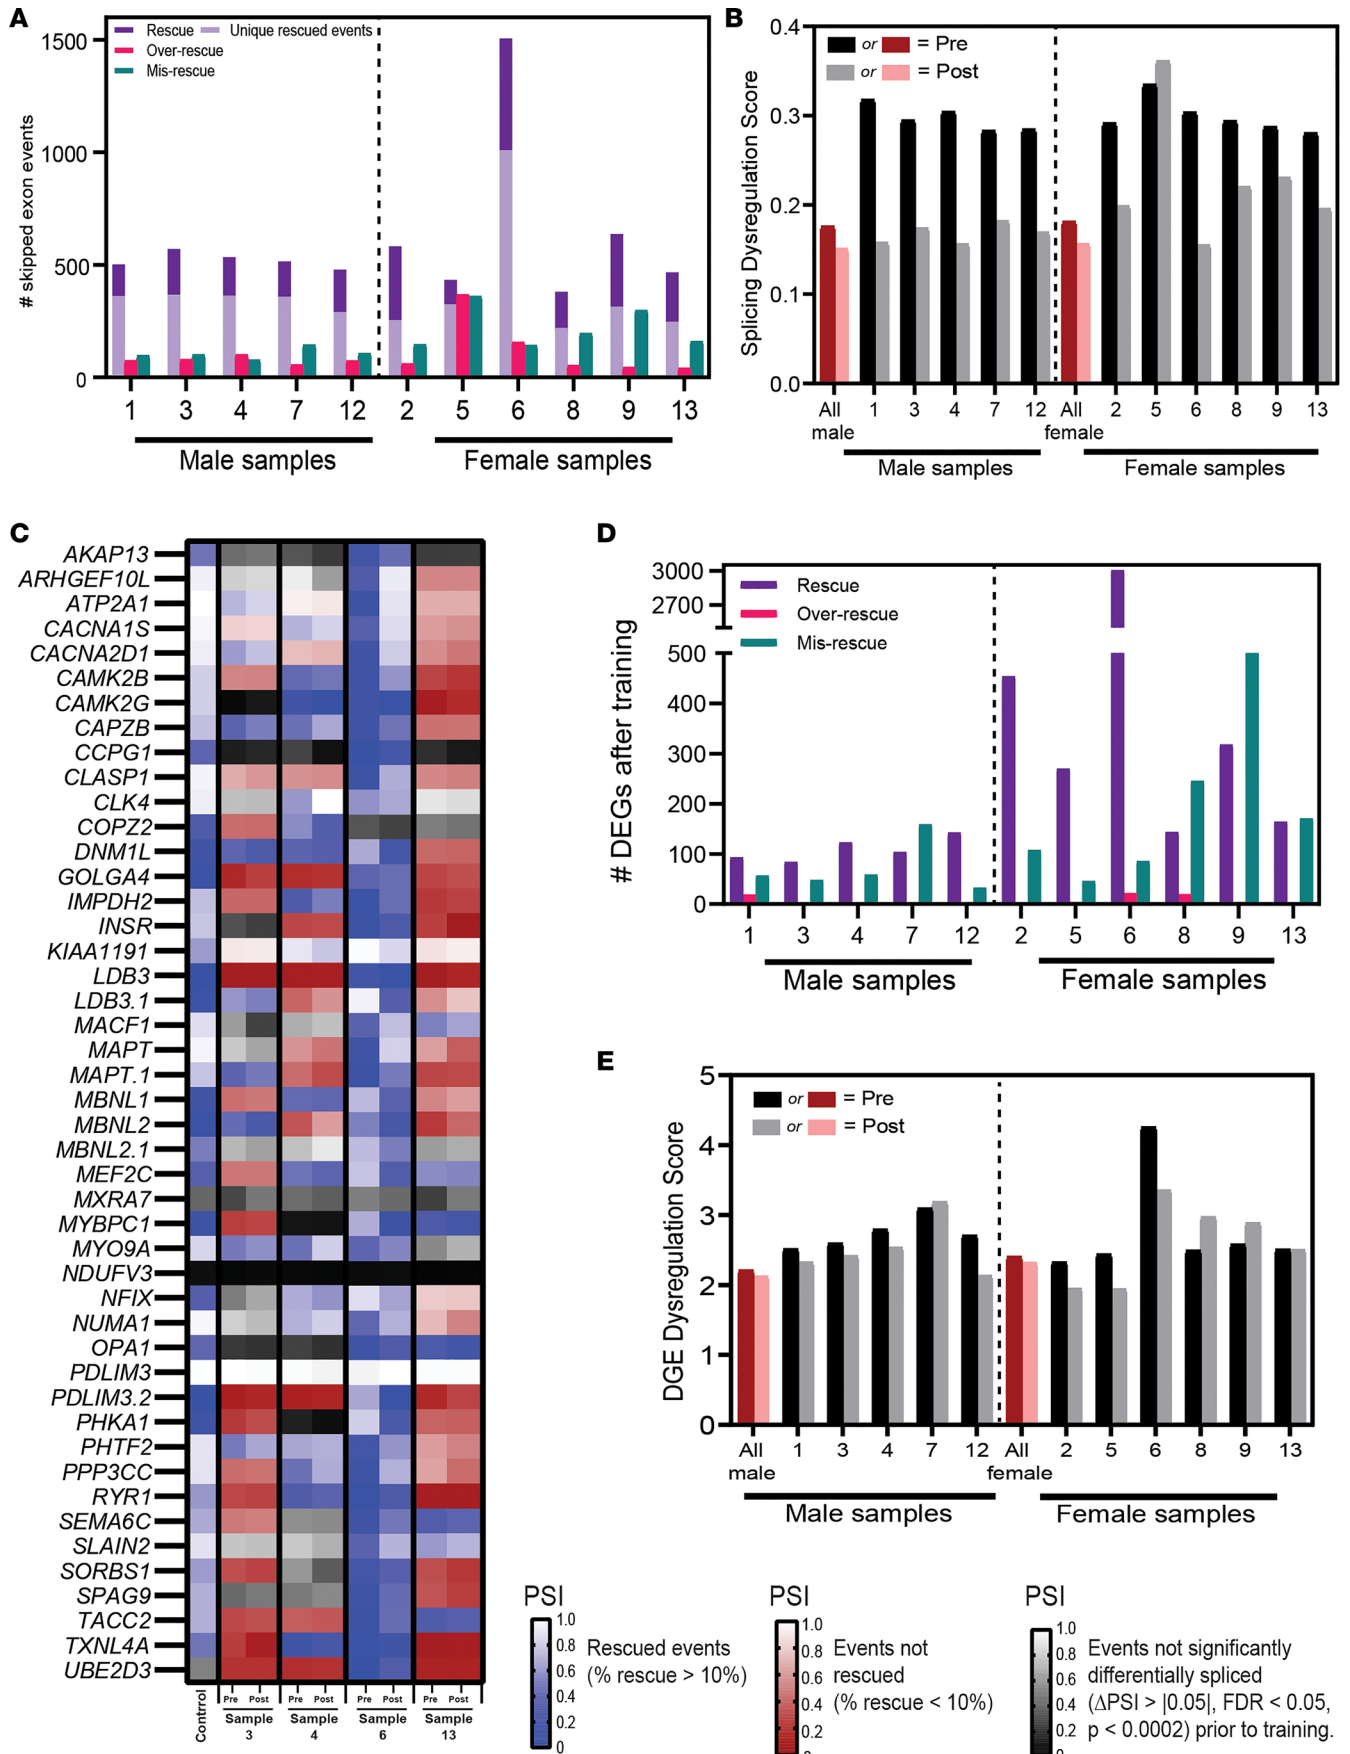 A
# skipped exon events
1500
1000
500
0
Rescue
Unique rescued events
Over-rescue
Mis-rescue
1 3 4 7 12 2 5 6 8 9 13
Male samples
Female samples
B
Splicing Dysregulation Score
0.4
0.3
0.2
0.1
0.0
or = Pre
or = Post
All male 1 3 4 7 12 All female 2 5 6 8 9 13
Male samples
Female samples
C
AKAP13
ARHGEF10L
ATP2A1
CACNA1S
CACNA2D1
CAMK2B
CAMK2G
CAPZB
CCPG1
CLASP1
CLK4
COPZ2
DNM1L
GOLGA4
IMPDH2
INSR
KIAA1191
LDB3
LDB3.1
MACF1
MAPT
MAPT.1
MBNL1
MBNL2
MBNL2.1
MEF2C
MXRA7
MYBPC1
MYO9A
NDUFV3
NFIX
NUMA1
OPA1
PDLIM3
PDLIM3.2
PHKA1
PHTF2
PPP3CC
RYR1
SEMA6C
SLAIN2
SORBS1
SPAG9
TACC2
TXNL4A
UBE2D3
Control
Pre Post Pre Post Pre Post Pre Post
Sample 3
Sample 4
Sample 6
Sample 13
PSI
1.0
0.8
0.6
0.4
0.2
0
Rescued events
(% rescue > 10%)
PSI
1.0
0.8
0.6
0.4
0.2
0
Events not
rescued
(% rescue < 10%)
PSI
1.0
0.8
0.6
0.4
0.2
0
Events not significantly
differentially spliced
(ΔPSI > |0.05|, FDR < 0.05,
p < 0.0002) prior to training.
D
# DEGs after training
3000
2700
500
400
300
200
100
0
Rescue
Over-rescue
Mis-rescue
1 3 4 7 12 2 5 6 8 9 13
Male samples
Female samples
E
DGE Dysregulation Score
5
4
3
2
1
0
or = Pre
or = Post
All male 1 3 4 7 12 All female 2 5 6 8 9 13
Male samples
Female samples